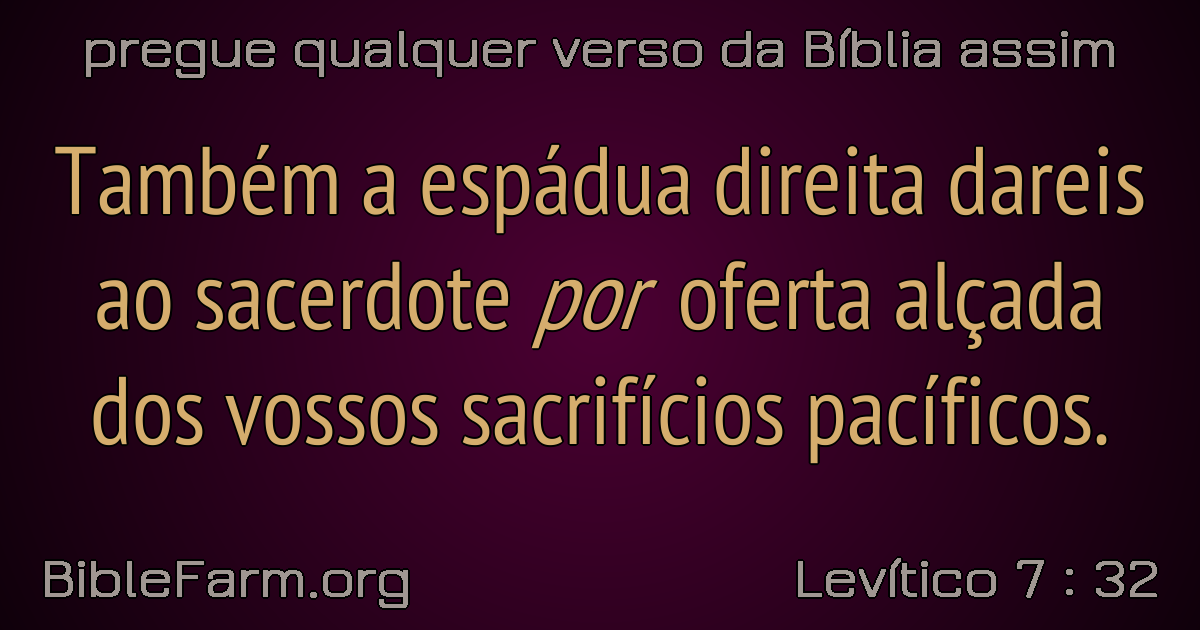 pregue qualquer verso da Bíblia assim
Também a espádua direita dareis
ao sacerdote por oferta alçada
dos vossos sacrifícios pacíficos.
BibleFarm.org
Levítico 7 : 32